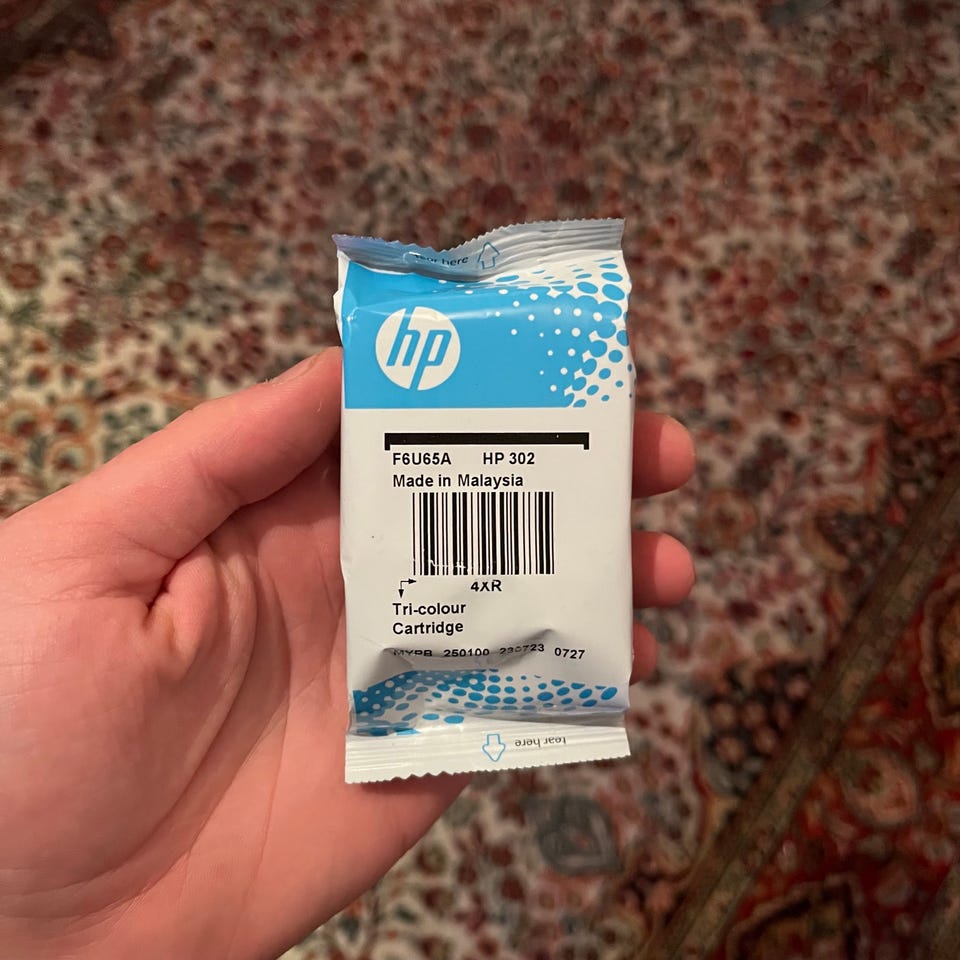 tear here
hp
F6U65A HP 302
Made in Malaysia
4XR
Tri-colour
Cartridge
MYPB 250100 230723 0727
tear here